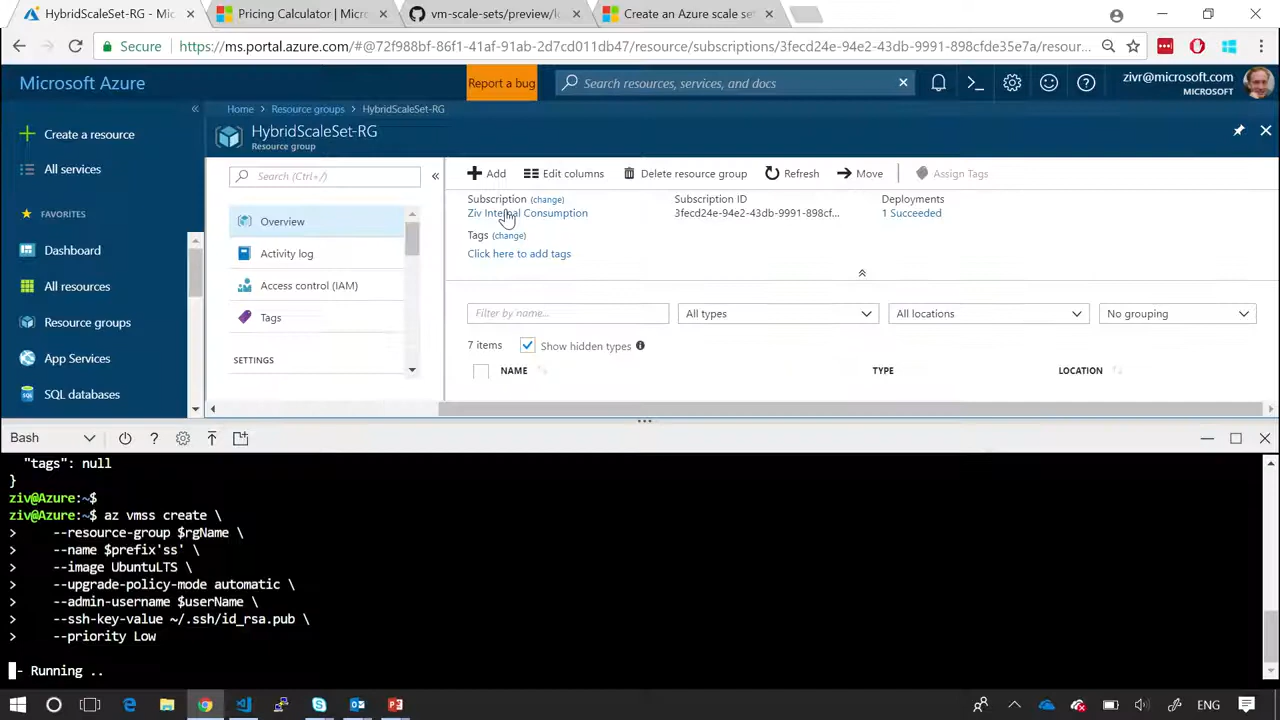 HybridScaleSet-RG - Micros
Pricing Calculator | Micros
vm-scale-sets/preview/lo
Create an Azure scale set
Secure
https://ms.portal.azure.com/#@72f988bf-86f1-41af-91ab-2d7cd011db47/resource/subscriptions/3fecd24e-94e2-43db-9991-898cfde35e7a/resour...
Microsoft Azure
Report a bug
Search resources, services, and docs
zivr@microsoft.com
MICROSOFT
Home
Resource groups
HybridScaleSet-RG
Create a resource
All services
FAVORITES
Dashboard
All resources
Resource groups
App Services
SQL databases
HybridScaleSet-RG
Resource group
Search (Ctrl+/)
Overview
Activity log
Access control (IAM)
Tags
SETTINGS
Add
Edit columns
Delete resource group
Refresh
Move
Assign Tags
Subscription (change)
Ziv Internal Consumption
Subscription ID
3fecd24e-94e2-43db-9991-898cf...
Deployments
1 Succeeded
Tags (change)
Click here to add tags
Filter by name...
All types
All locations
No grouping
7 items
Show hidden types
NAME
TYPE
LOCATION
Bash
"tags": null
}
ziv@Azure:~$
ziv@Azure:~$ az vmss create \
> --resource-group $rgName \
> --name $prefix'ss' \
> --image UbuntuLTS \
> --upgrade-policy-mode automatic \
> --admin-username $userName \
> --ssh-key-value ~/.ssh/id_rsa.pub \
> --priority Low
- Running ..
ENG